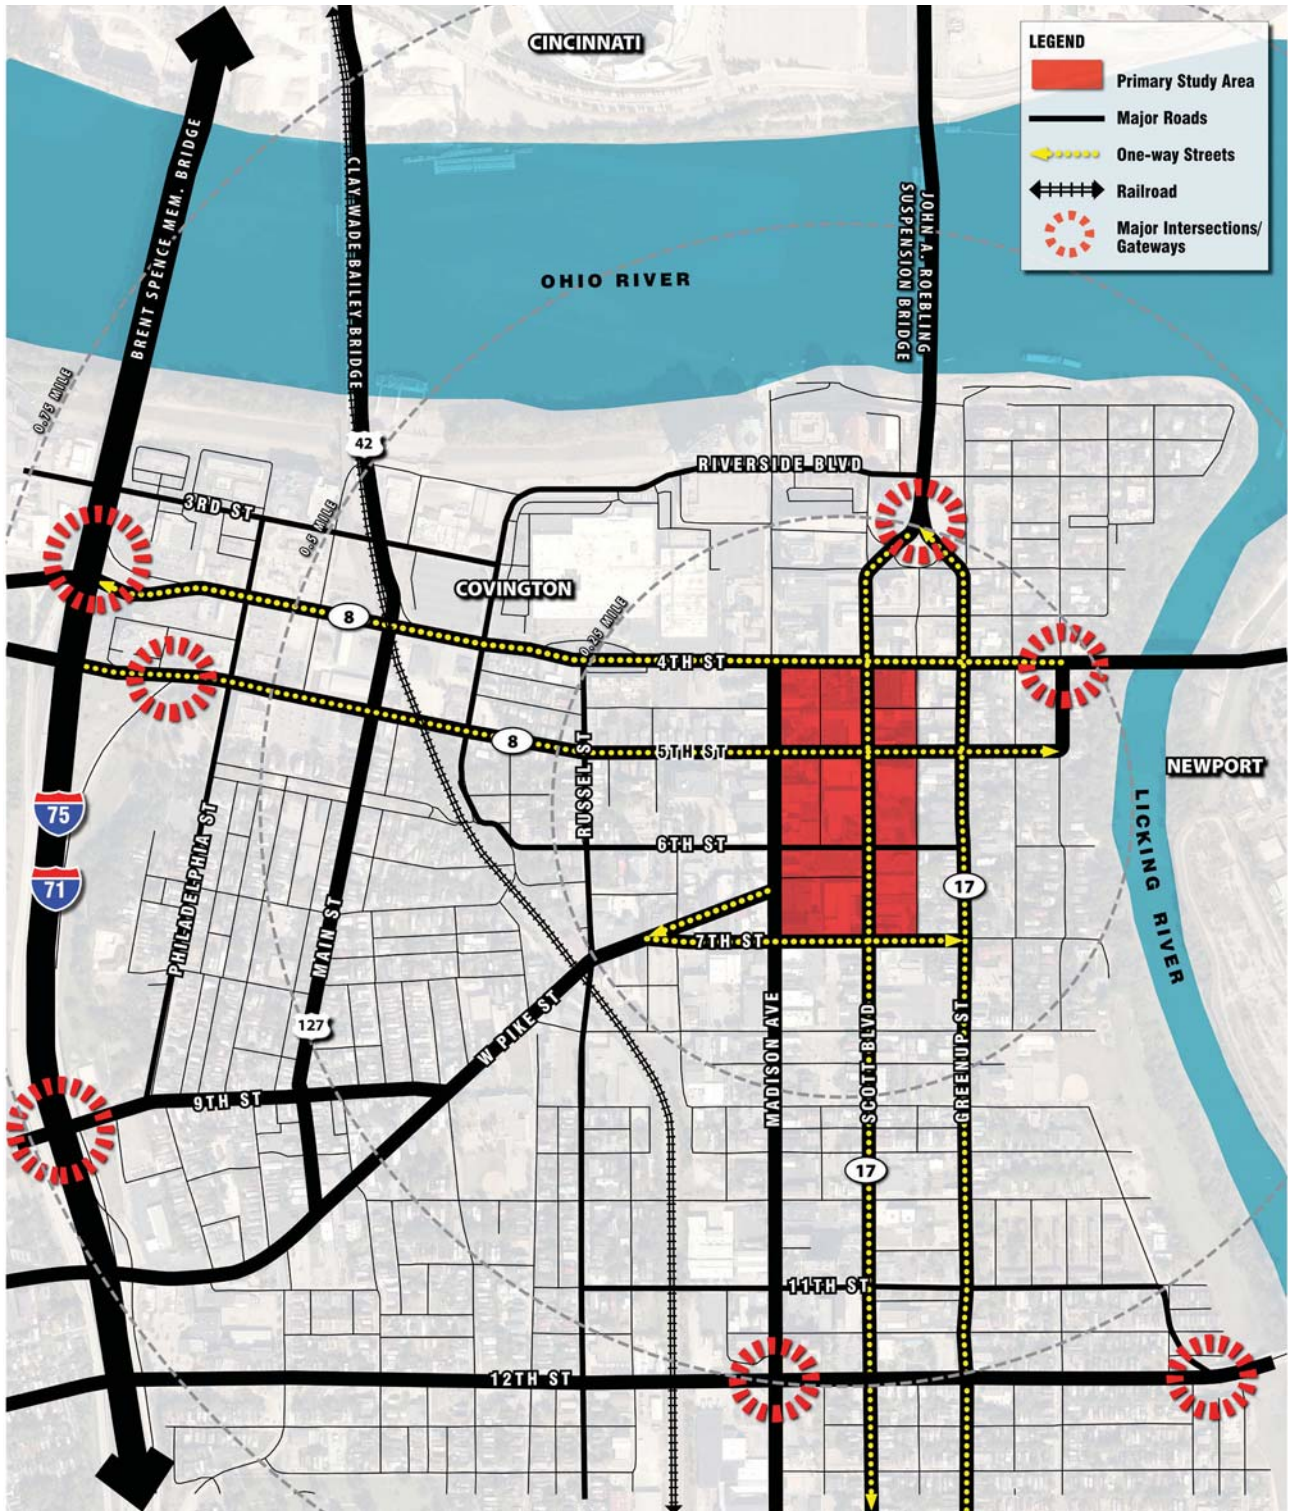 CINCINNATI
LEGEND
Primary Study Area
Major Roads
One-way Streets
Railroad
Major Intersections/
Gateways
BRENT SPENCE MEM. BRIDGE
CLAY WADE BAILEY BRIDGE
JOHN A. ROEBLING
SUSPENSION BRIDGE
OHIO RIVER
0.75 MILE
42
RIVERSIDE BLVD
3RD ST
0.5 MILE
COVINGTON
0.25 MILE
8
4TH ST
8
5TH ST
RUSSEL ST
NEWPORT
75
71
LICKING RIVER
PHILADELPHIA ST
6TH ST
17
MAIN ST
7TH ST
127
W PIKE ST
MADISON AVE
SCOTT BLVD
GREENUP ST
9TH ST
17
11TH ST
12TH ST